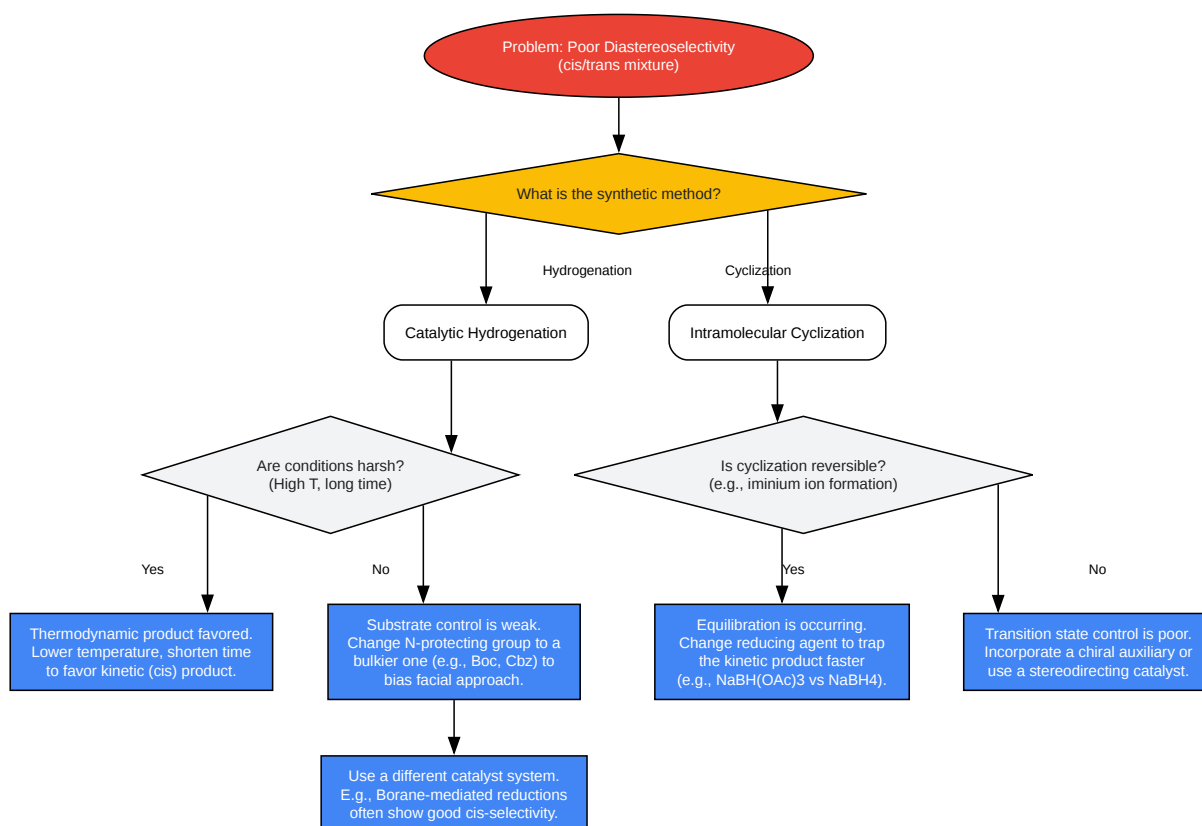 Problem: Poor Diastereoselectivity
(cis/trans mixture)
What is the synthetic method?
Hydrogenation
Cyclization
Catalytic Hydrogenation
Intramolecular Cyclization
Are conditions harsh?
(High T, long time)
Is cyclization reversible?
(e.g., iminium ion formation)
Yes
No
Yes
No
Thermodynamic product favored.
Lower temperature, shorten time
to favor kinetic (cis) product.
Substrate control is weak.
Change N-protecting group to a
bulkier one (e.g., Boc, Cbz) to
bias facial approach.
Equilibration is occurring.
Change reducing agent to trap
the kinetic product faster
(e.g., NaBH(OAc)3 vs NaBH4).
Transition state control is poor.
Incorporate a chiral auxiliary or
use a stereodirecting catalyst.
Use a different catalyst system.
E.g., Borane-mediated reductions
often show good cis-selectivity.